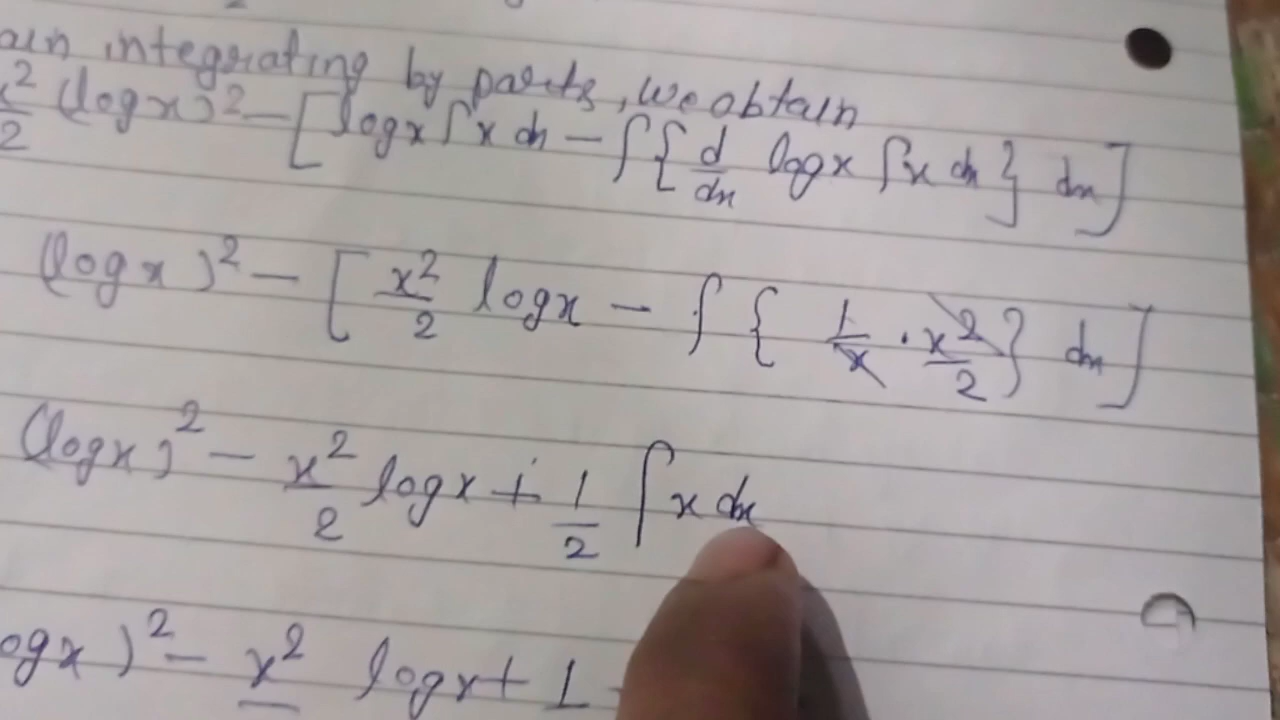 integrating by parts, we obtain
x²/2 (log x)² - [ log x ∫ x dx - ∫ { d/dx log x ∫ x dx } dx ]
(log x)² - [ x²/2 log x - ∫ { 1/x · x²/2 } dx ]
(log x)² - x²/2 log x + 1/2 ∫ x dx
og x)² - x² log x + 1